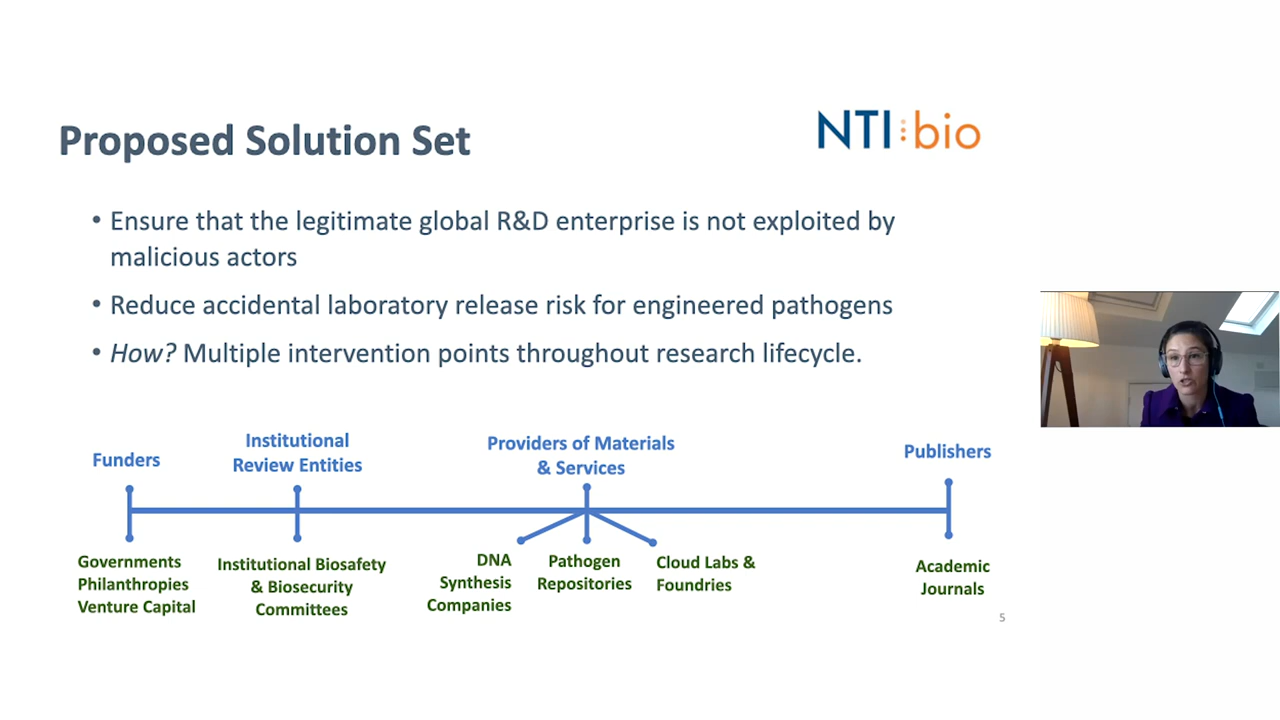 Proposed Solution Set
NTI:bio
• Ensure that the legitimate global R&D enterprise is not exploited by
malicious actors
• Reduce accidental laboratory release risk for engineered pathogens
• How? Multiple intervention points throughout research lifecycle.
Funders
Institutional
Review Entities
Providers of Materials
& Services
Publishers
Governments
Philanthropies
Venture Capital
Institutional Biosafety
& Biosecurity
Committees
DNA
Synthesis
Companies
Pathogen
Repositories
Cloud Labs &
Foundries
Academic
Journals
5